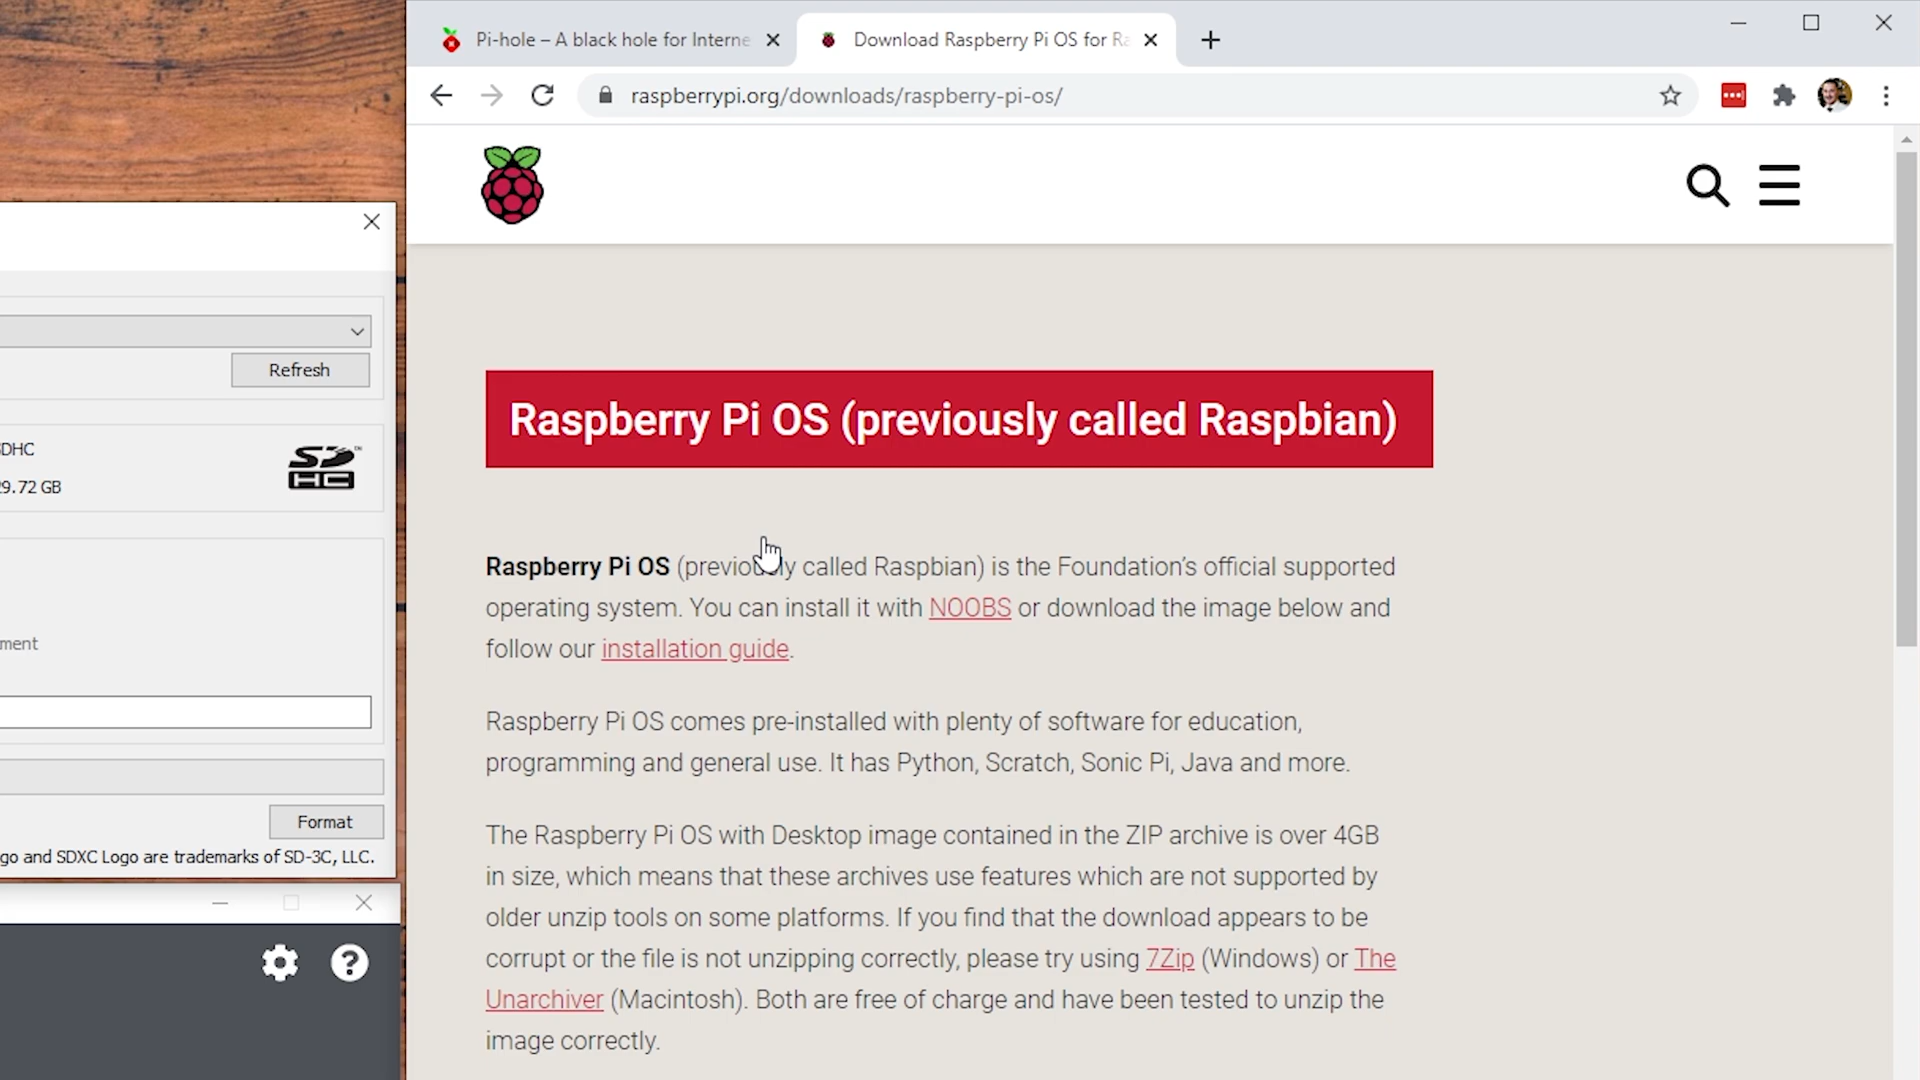 Pi-hole – A black hole for Interne
Download Raspberry Pi OS for Ra
raspberrypi.org/downloads/raspberry-pi-os/
Refresh
DHC
9.72 GB
SD
HC
ment
Format
go and SDXC Logo are trademarks of SD-3C, LLC.
Raspberry Pi OS (previously called Raspbian)
Raspberry Pi OS (previously called Raspbian) is the Foundation's official supported
operating system. You can install it with NOOBS or download the image below and
follow our installation guide.
Raspberry Pi OS comes pre-installed with plenty of software for education,
programming and general use. It has Python, Scratch, Sonic Pi, Java and more.
The Raspberry Pi OS with Desktop image contained in the ZIP archive is over 4GB
in size, which means that these archives use features which are not supported by
older unzip tools on some platforms. If you find that the download appears to be
corrupt or the file is not unzipping correctly, please try using 7Zip (Windows) or The
Unarchiver (Macintosh). Both are free of charge and have been tested to unzip the
image correctly.